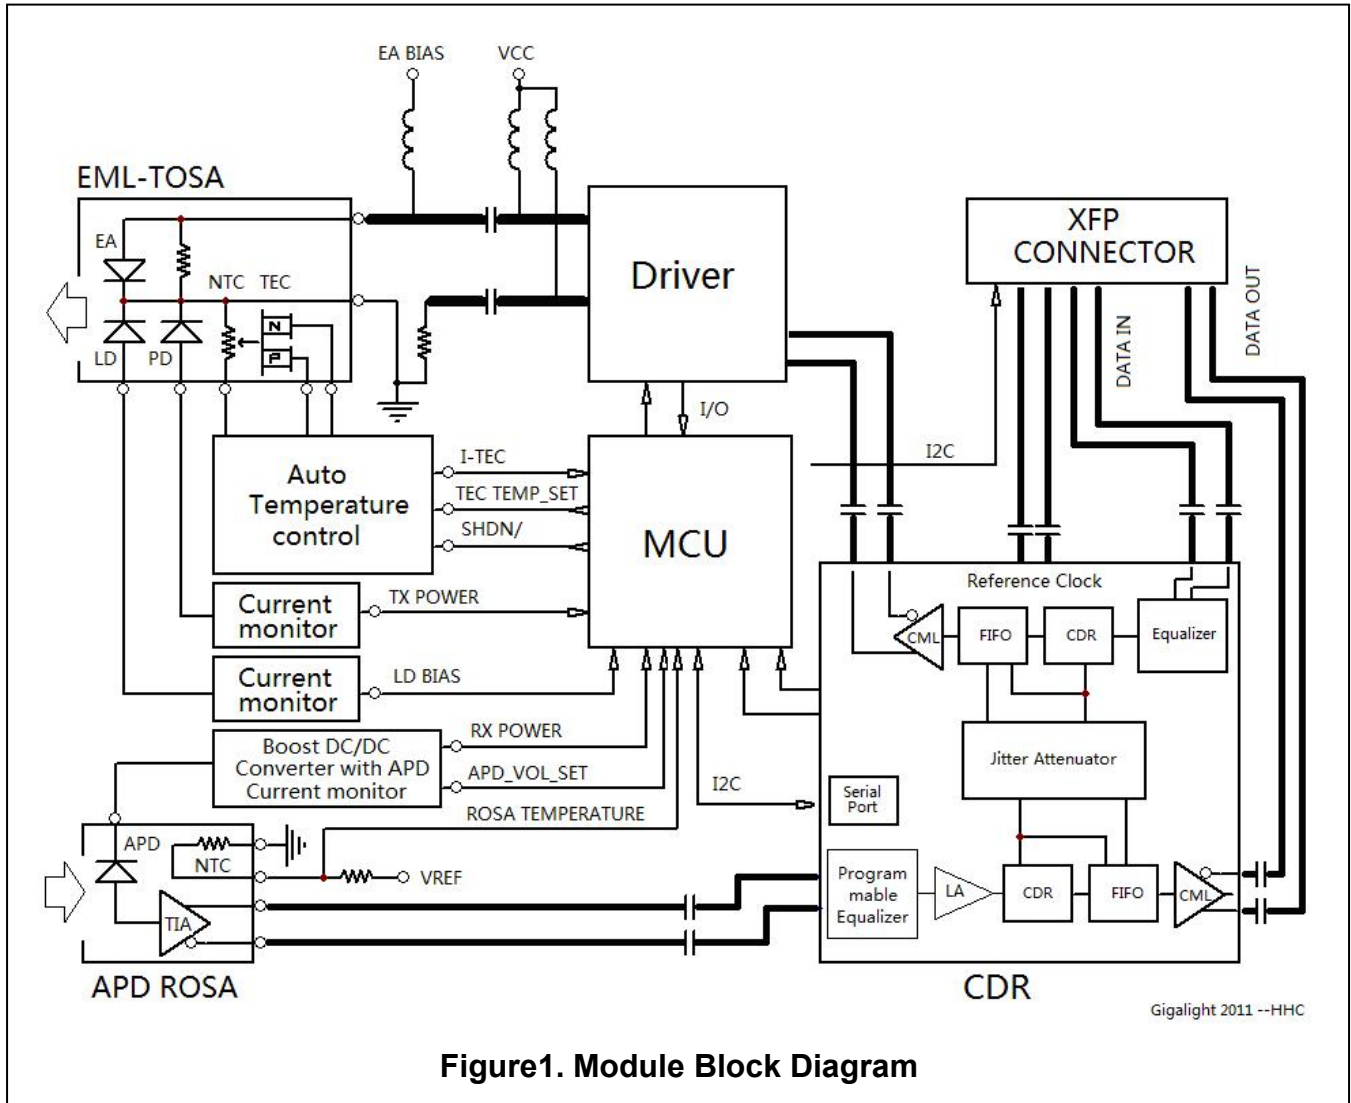 EA BIAS
VCC
EML-TOSA
EA
NTC TEC
N
P
LD
PD
Driver
XFP
CONNECTOR
DATA IN
DATA OUT
I/O
I2C
Auto
Temperature
control
I-TEC
TEC TEMP_SET
SHDN/
MCU
Current
monitor
TX POWER
Current
monitor
LD BIAS
Boost DC/DC
Converter with APD
Current monitor
RX POWER
APD_VOL_SET
ROSA TEMPERATURE
I2C
Reference Clock
CML
FIFO
CDR
Equalizer
Jitter Attenuator
Serial
Port
Program
mable
Equalizer
LA
CDR
FIFO
CML
APD
NTC
VREF
TIA
APD ROSA
CDR
Gigalight 2011 --HHC
Figure1. Module Block Diagram